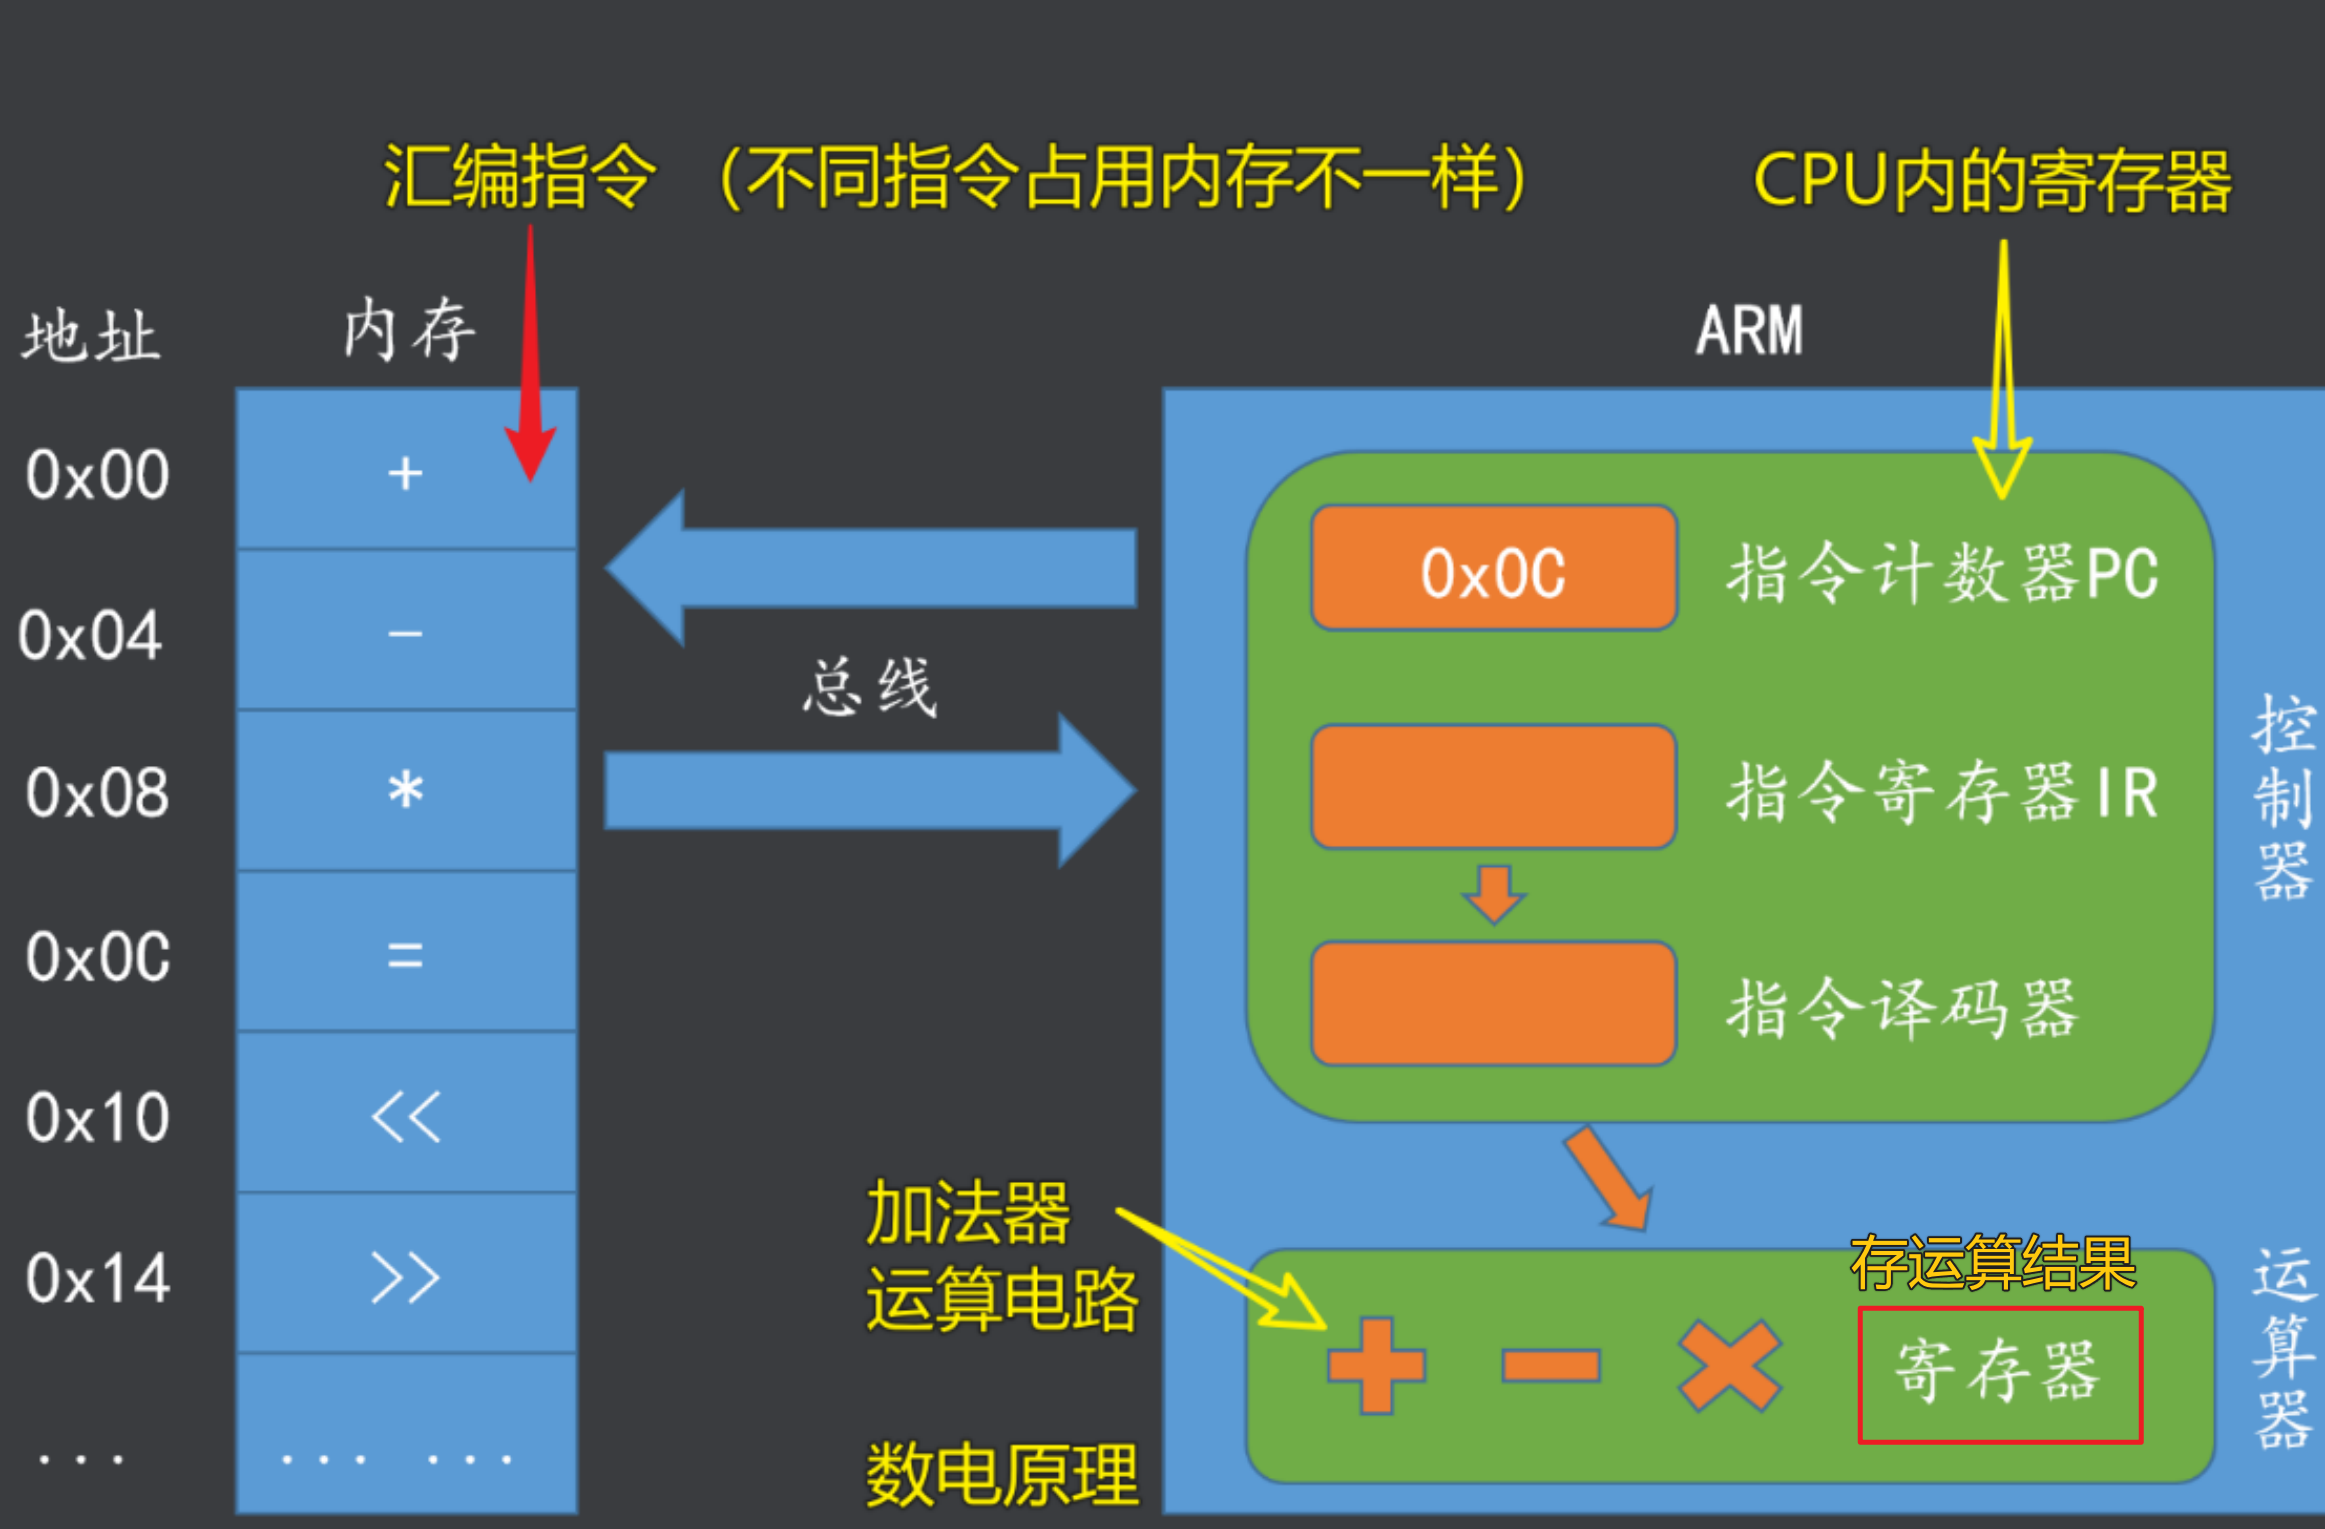 汇编指令 （不同指令占用内存不一样）
CPU内的寄存器
地址
内存
ARM
0x00
+
0x04
-
0x08
*
0x0C
=
0x10
<<
0x14
>>
...
... ...
总线
0x0C
指令计数器PC
指令寄存器IR
指令译码器
控制器
加法器
运算电路
数电原理
存运算结果
寄存器
运算器